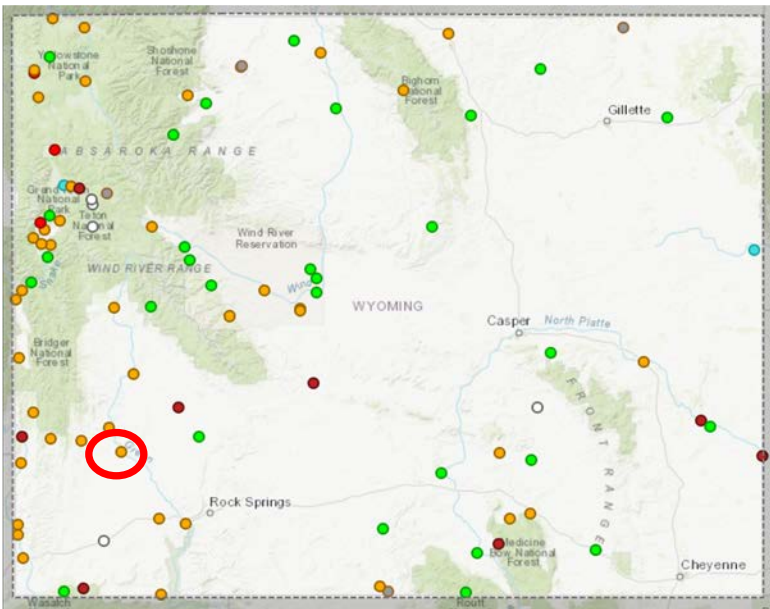 Yellowstone
National
Park
Shoshone
National
Forest
Bighorn
National
Forest
Gillette
ABSAROKA RANGE
Grand
National
Park
Teton
National
Forest
Wind River
Reservation
WIND RIVER RANGE
Snake
Wind
WYOMING
Casper
North Platte
Bridger
National
Forest
FRONT RANGE
Green
Rock Springs
Medicine
Bow National
Forest
Cheyenne
Wasatch
Routt